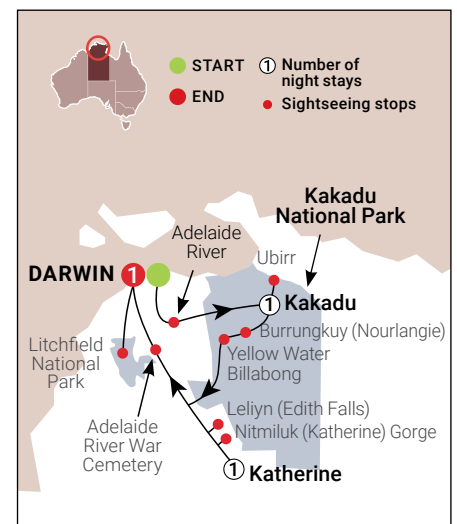 START
END
1 Number of
night stays
Sightseeing stops
Kakadu
National Park
Adelaide
River
Ubirr
DARWIN 1
1 Kakadu
Burrungkuy (Nourlangie)
Litchfield
National
Park
Yellow Water
Billabong
Adelaide
River War
Cemetery
Leliyn (Edith Falls)
Nitmiluk (Katherine) Gorge
1 Katherine